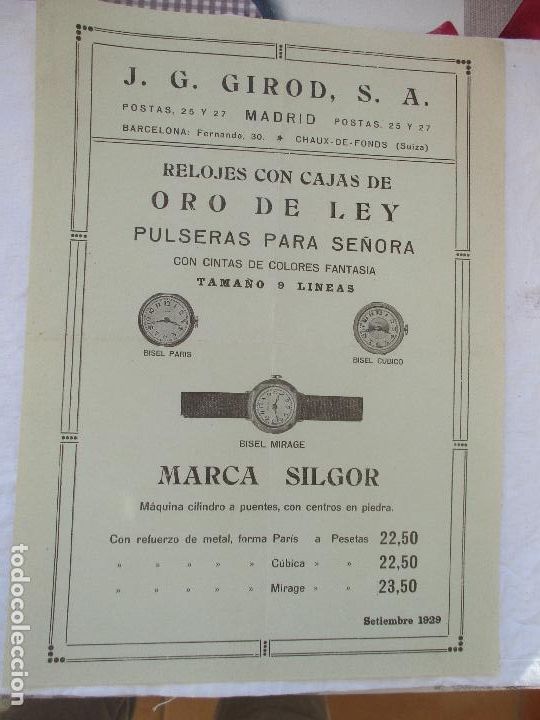 J. G. GIROD, S. A.
POSTAS, 25 Y 27 MADRID POSTAS, 25 Y 27
BARCELONA: Fernando, 30. * CHAUX-DE-FONDS (Suiza)
RELOJES CON CAJAS DE
ORO DE LEY
PULSERAS PARA SEÑORA
CON CINTAS DE COLORES FANTASIA
TAMAÑO 9 LINEAS
BISEL PARIS
BISEL CUBICO
BISEL MIRAGE
MARCA SILGOR
Máquina cilindro a puentes, con centros en piedra.
Con refuerzo de metal, forma París a Pesetas 22,50
» » » » Cúbica » » 22,50
» » » » Mirage » » 23,50
Setiembre 1929
todocoleccion.net